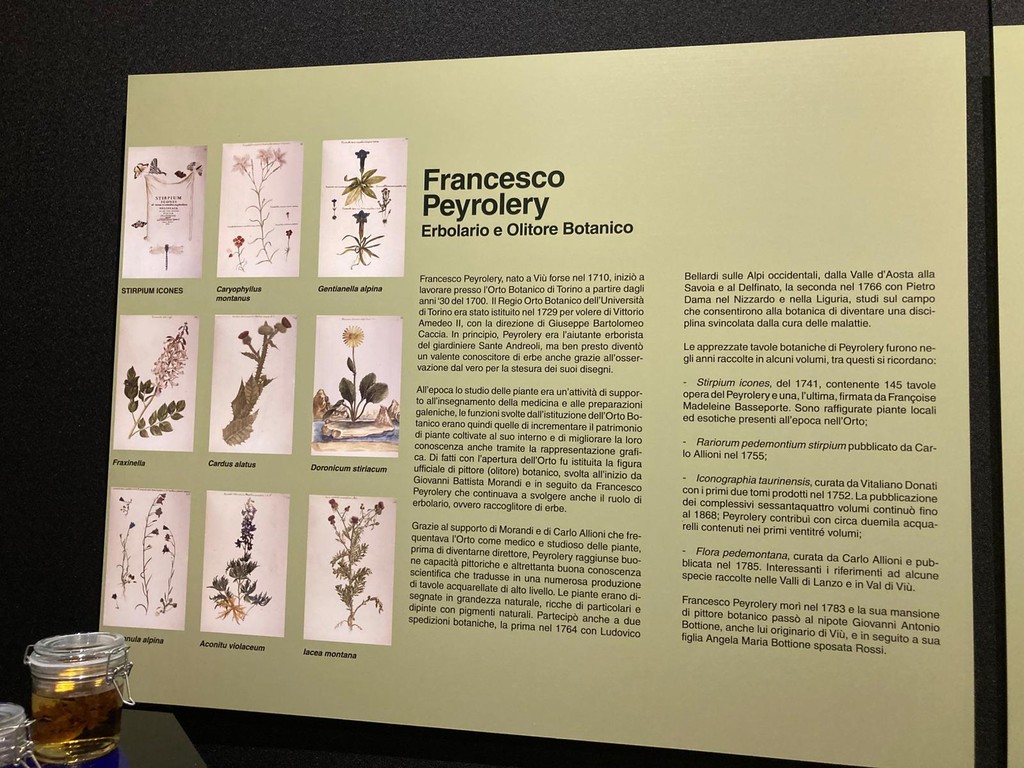 STIRPIUM
ICONES
STIRPIUM ICONES
Caryophyllus
montanus
Gentianella alpina
Fraxinella
Cardus alatus
Doronicum stiriacum
nula alpina
Aconitu violaceum
Iacea montana
Francesco
Peyrolery
Erbolario e Olitore Botanico
Francesco Peyrolery, nato a Viù forse nel 1710, iniziò a
lavorare presso l'Orto Botanico di Torino a partire dagli
anni '30 del 1700. Il Regio Orto Botanico dell'Università
di Torino era stato istituito nel 1729 per volere di Vittorio
Amedeo II, con la direzione di Giuseppe Bartolomeo
Caccia. In principio, Peyrolery era l'aiutante erborista
del giardiniere Sante Andreoli, ma ben presto diventò
un valente conoscitore di erbe anche grazie all'osser-
vazione dal vero per la stesura dei suoi disegni.
All'epoca lo studio delle piante era un'attività di suppor-
to all'insegnamento della medicina e alle preparazioni
galeniche, le funzioni svolte dall'istituzione dell'Orto Bo-
tanico erano quindi quelle di incrementare il patrimonio
di piante coltivate al suo interno e di migliorare la loro
conoscenza anche tramite la rappresentazione grafi-
ca. Di fatti con l'apertura dell'Orto fu istituita la figura
ufficiale di pittore (olitore) botanico, svolta all'inizio da
Giovanni Battista Morandi e in seguito da Francesco
Peyrolery che continuava a svolgere anche il ruolo di
erbolario, ovvero raccoglitore di erbe.
Grazie al supporto di Morandi e di Carlo Allioni che fre-
quentava l'Orto come medico e studioso delle piante,
prima di diventarne direttore, Peyrolery raggiunse buo-
ne capacità pittoriche e altrettanta buona conoscenza
scientifica che tradusse in una numerosa produzione
di tavole acquarellate di alto livello. Le piante erano di-
segnate in grandezza naturale, ricche di particolari e
dipinte con pigmenti naturali. Partecipò anche a due
spedizioni botaniche, la prima nel 1764 con Ludovico
Bellardi sulle Alpi occidentali, dalla Valle d'Aosta alla
Savoia e al Delfinato, la seconda nel 1766 con Pietro
Dama nel Nizzardo e nella Liguria, studi sul campo
che consentirono alla botanica di diventare una disci-
plina svincolata dalla cura delle malattie.
Le apprezzate tavole botaniche di Peyrolery furono ne-
gli anni raccolte in alcuni volumi, tra questi si ricordano:
- Stirpium icones, del 1741, contenente 145 tavole
opera del Peyrolery e una, l'ultima, firmata da Françoise
Madeleine Basseporte. Sono raffigurate piante locali
ed esotiche presenti all'epoca nell'Orto;
- Rariorum pedemontium stirpium pubblicato da Car-
lo Allioni nel 1755;
- Iconographia taurinensis, curata da Vitaliano Donati
con i primi due tomi prodotti nel 1752. La pubblicazione
dei complessivi sessantaquattro volumi continuò fino
al 1868; Peyrolery contribuì con circa duemila acqua-
relli contenuti nei primi ventitré volumi;
- Flora pedemontana, curata da Carlo Allioni e pub-
blicata nel 1785. Interessanti i riferimenti ad alcune
specie raccolte nelle Valli di Lanzo e in Val di Viù.
Francesco Peyrolery morì nel 1783 e la sua mansione
di pittore botanico passò al nipote Giovanni Antonio
Bottione, anche lui originario di Viù, e in seguito a sua
figlia Angela Maria Bottione sposata Rossi.